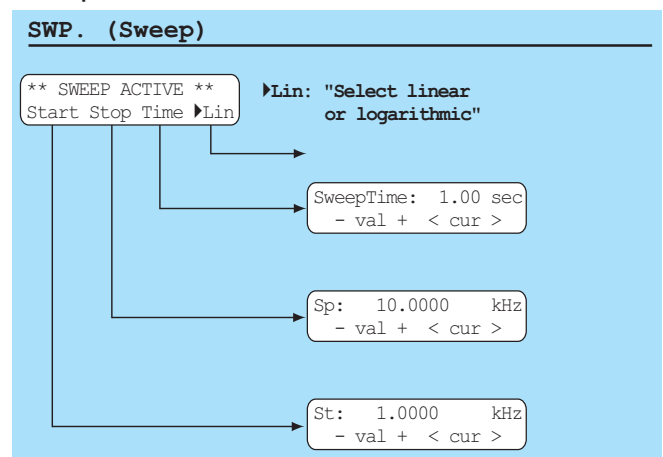 SWP. (Sweep)
** SWEEP ACTIVE **
Start Stop Time ▶Lin
▶Lin: "Select linear
or logarithmic"
SweepTime: 1.00 sec
- val + < cur >
Sp: 10.0000 kHz
- val + < cur >
St: 1.0000 kHz
- val + < cur >